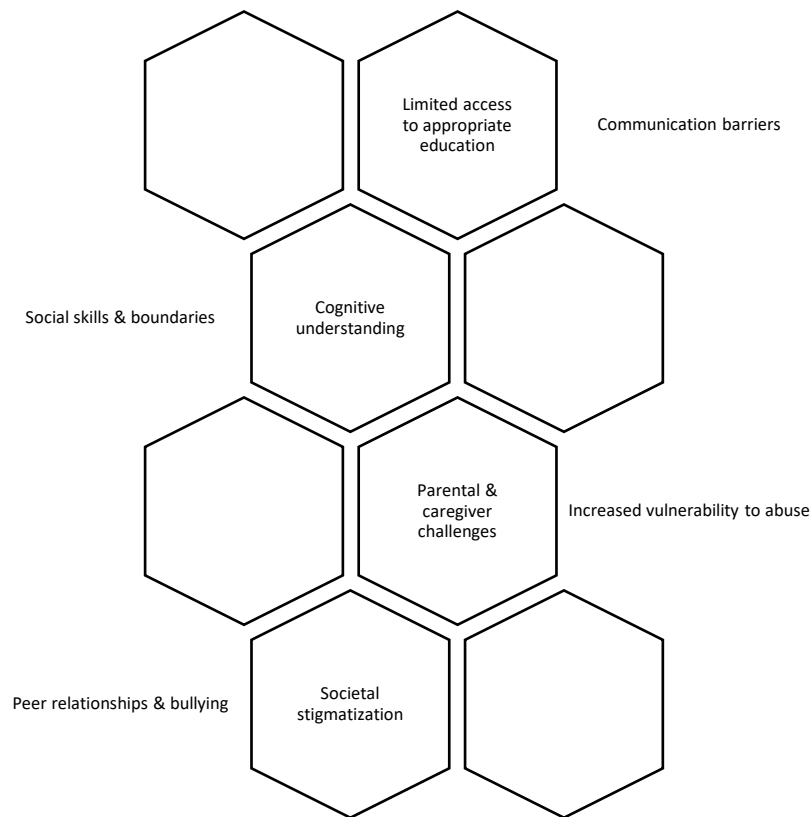 Limited access
to appropriate
education
Communication barriers
Social skills & boundaries
Cognitive
understanding
Parental &
caregiver
challenges
Increased vulnerability to abuse
Peer relationships & bullying
Societal
stigmatization